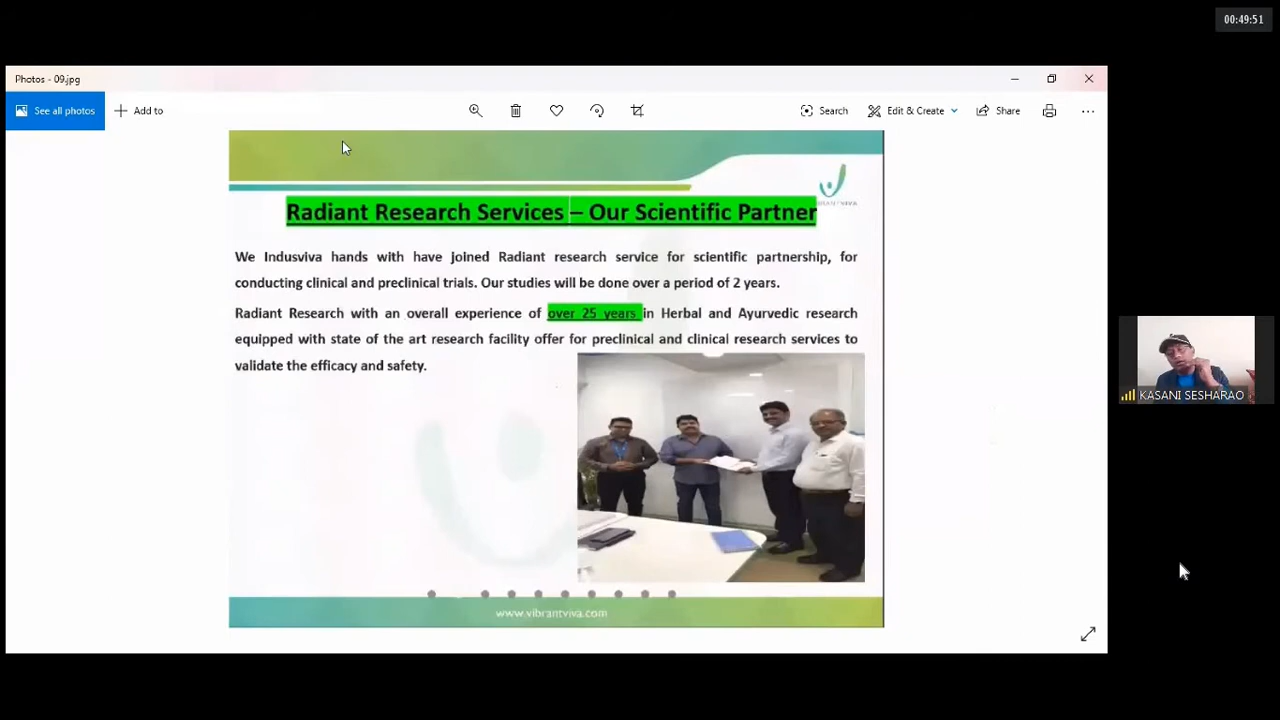 00:49:51
Photos - 09.jpg
See all photos
Add to
Search
Edit & Create
Share
Radiant Research Services – Our Scientific Partner
We Indusviva hands with have joined Radiant research service for scientific partnership, for
conducting clinical and preclinical trials. Our studies will be done over a period of 2 years.
Radiant Research with an overall experience of over 25 years in Herbal and Ayurvedic research
equipped with state of the art research facility offer for preclinical and clinical research services to
validate the efficacy and safety.
KASANI SESHARAO
www.vibrantviva.com